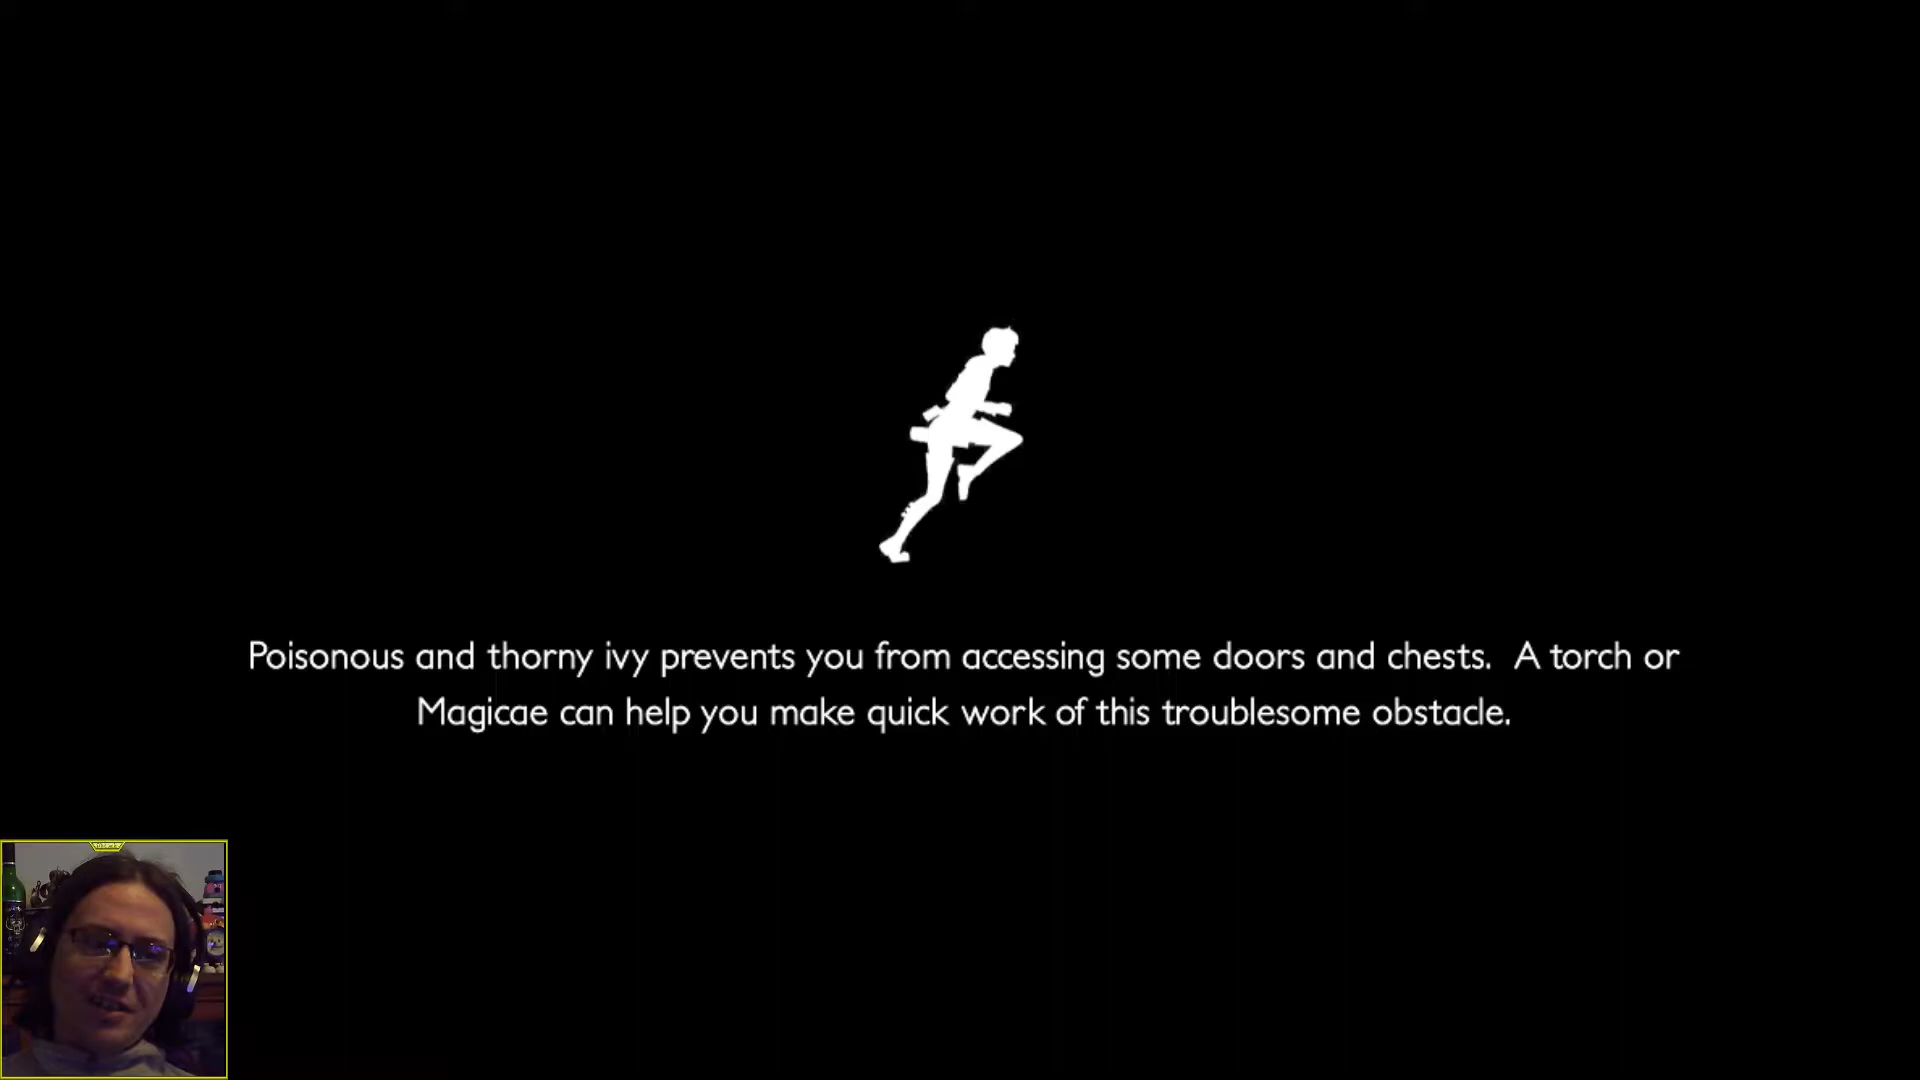 Poisonous and thorny ivy prevents you from accessing some doors and chests.  A torch or
Magicae can help you make quick work of this troublesome obstacle.